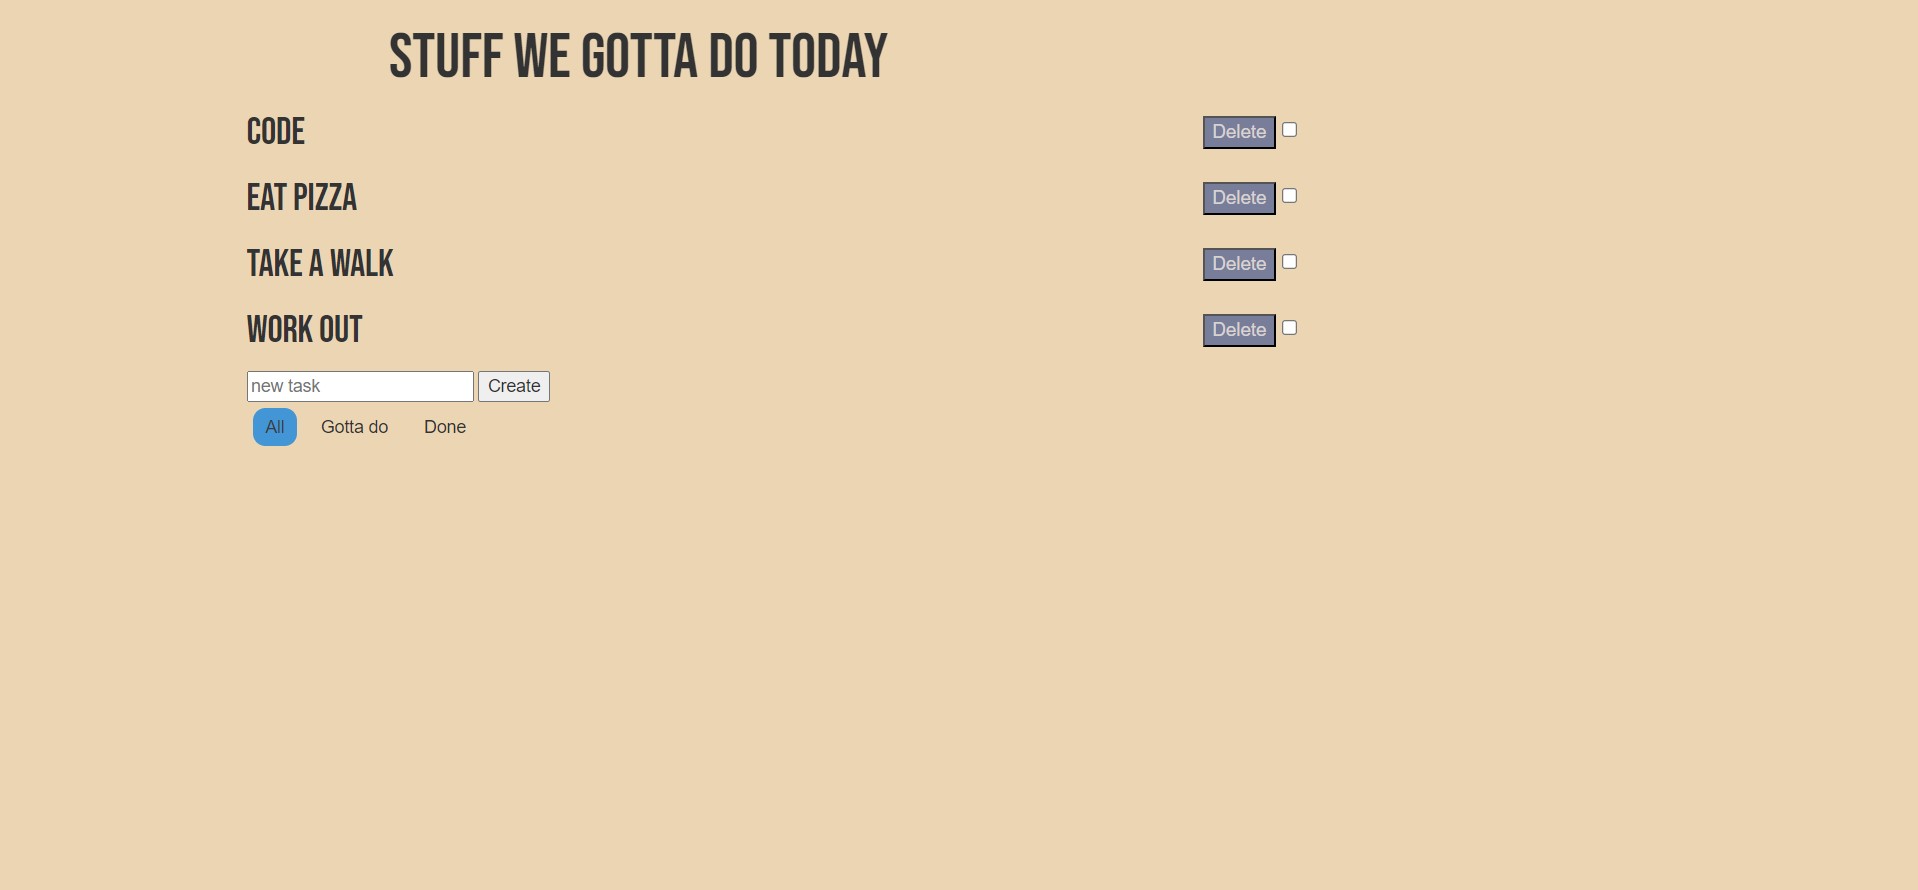 STUFF WE GOTTA DO TODAY
CODE Delete
EAT PIZZA Delete
TAKE A WALK Delete
WORK OUT Delete
new task Create
All Gotta do Done